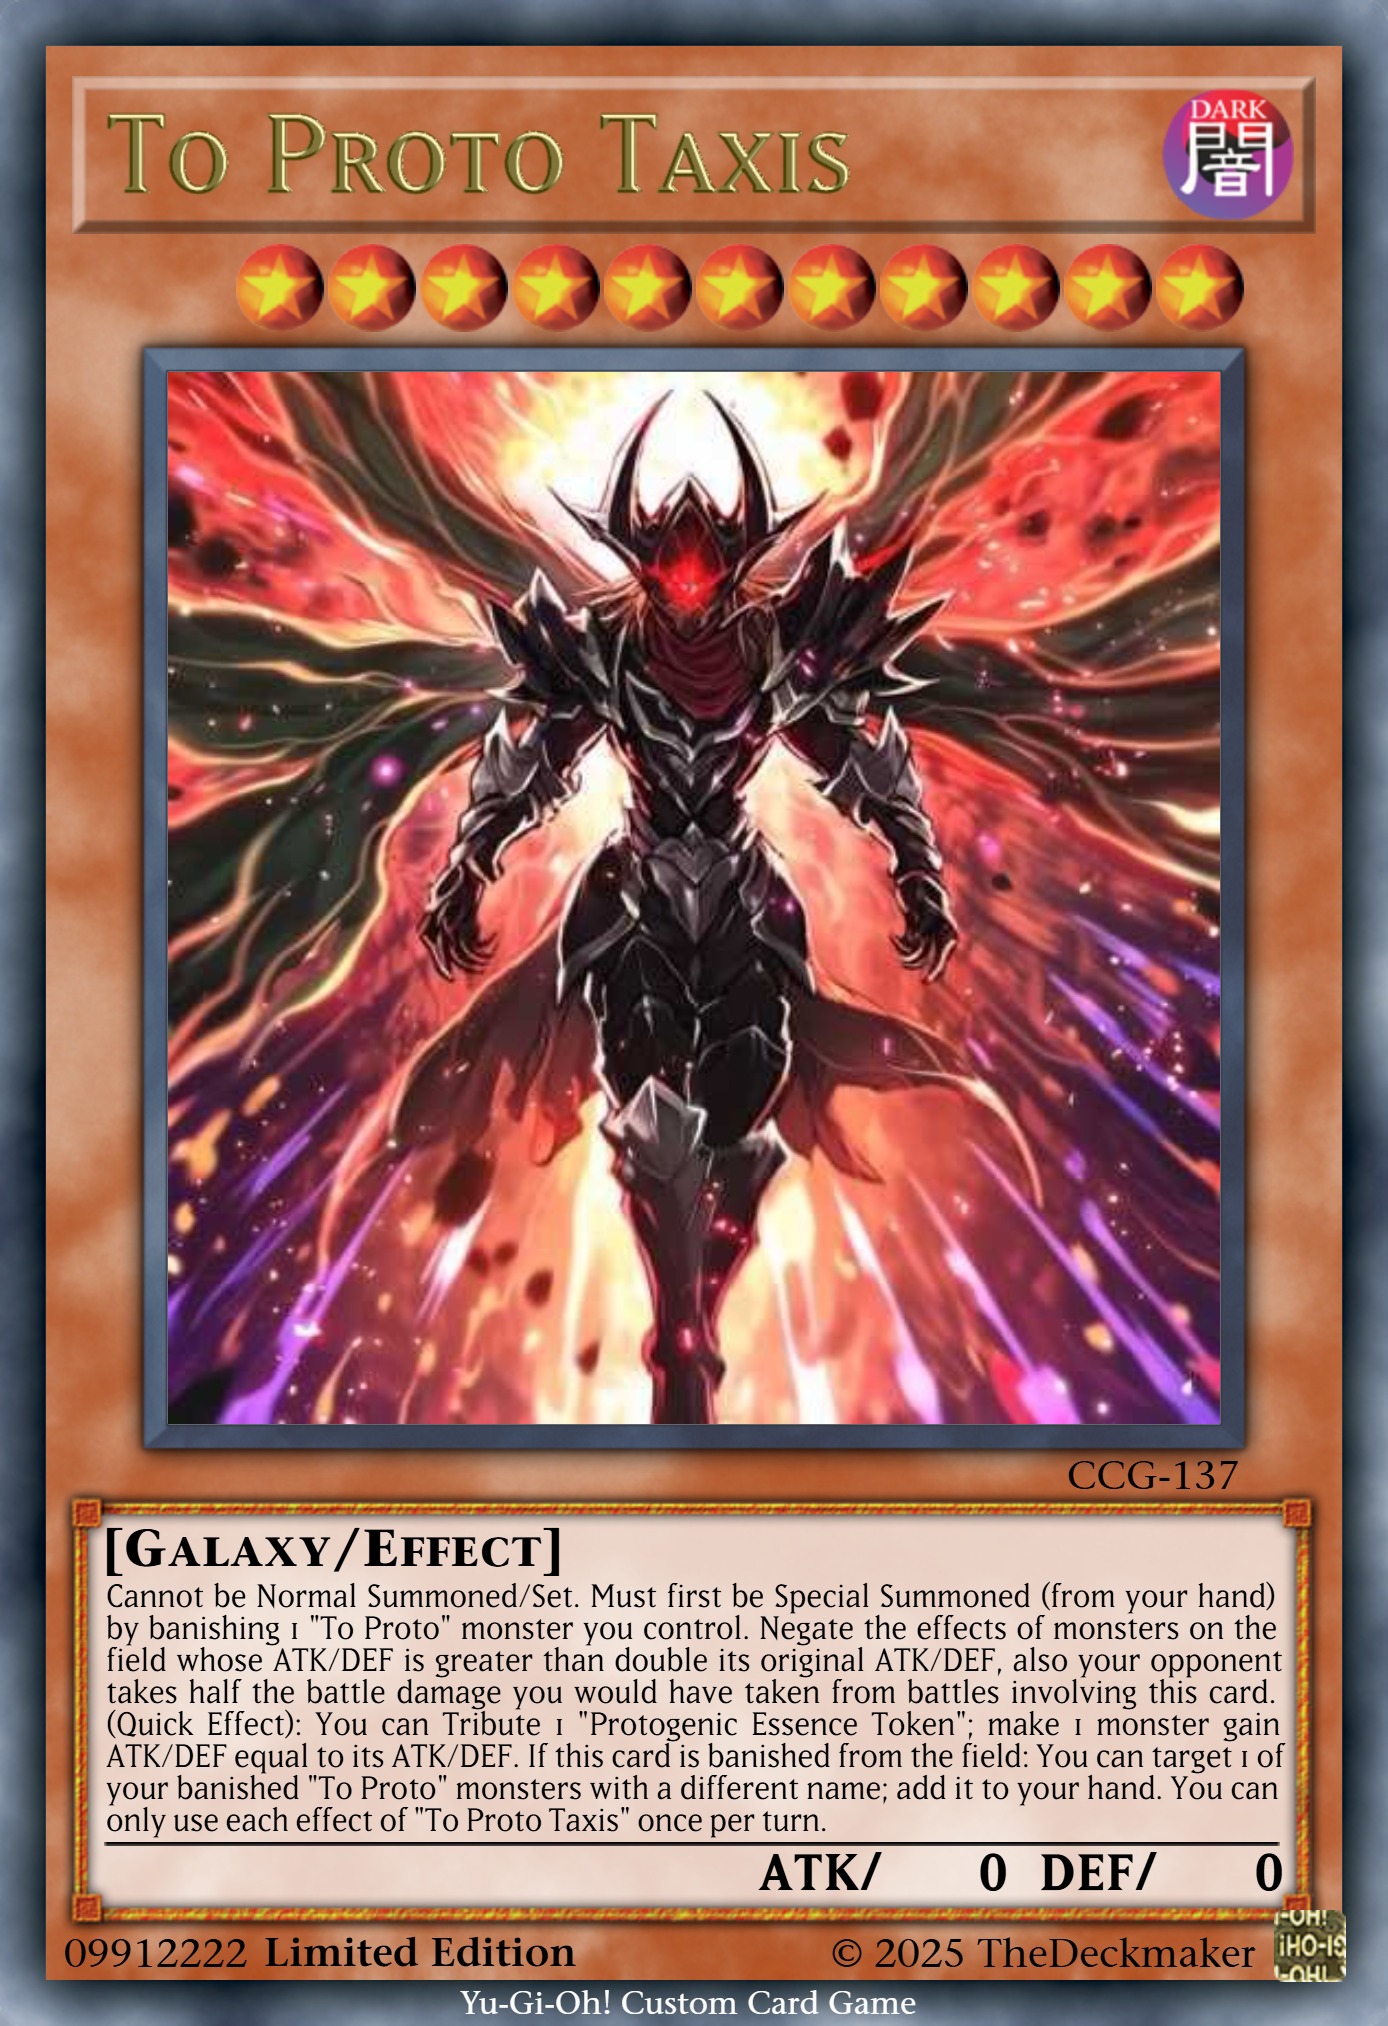 To Proto Taxis
DARK
闇
CCG-137
[Galaxy/Effect]
Cannot be Normal Summoned/Set. Must first be Special Summoned (from your hand)
by banishing 1 "To Proto" monster you control. Negate the effects of monsters on the
field whose ATK/DEF is greater than double its original ATK/DEF, also your opponent
takes half the battle damage you would have taken from battles involving this card.
(Quick Effect): You can Tribute 1 "Protogenic Essence Token"; make 1 monster gain
ATK/DEF equal to its ATK/DEF. If this card is banished from the field: You can target 1 of
your banished "To Proto" monsters with a different name; add it to your hand. You can
only use each effect of "To Proto Taxis" once per turn.
ATK/ 0 DEF/ 0
09912222 Limited Edition © 2025 TheDeckmaker
Yu-Gi-Oh! Custom Card Game